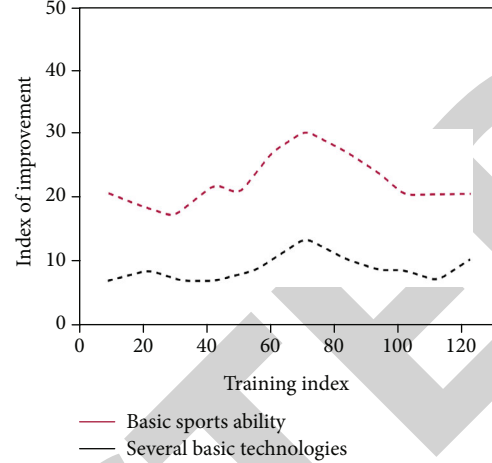 50
40
30
20
10
0
0 20 40 60 80 100 120
Index of improvement
Training index
Basic sports ability
Several basic technologies